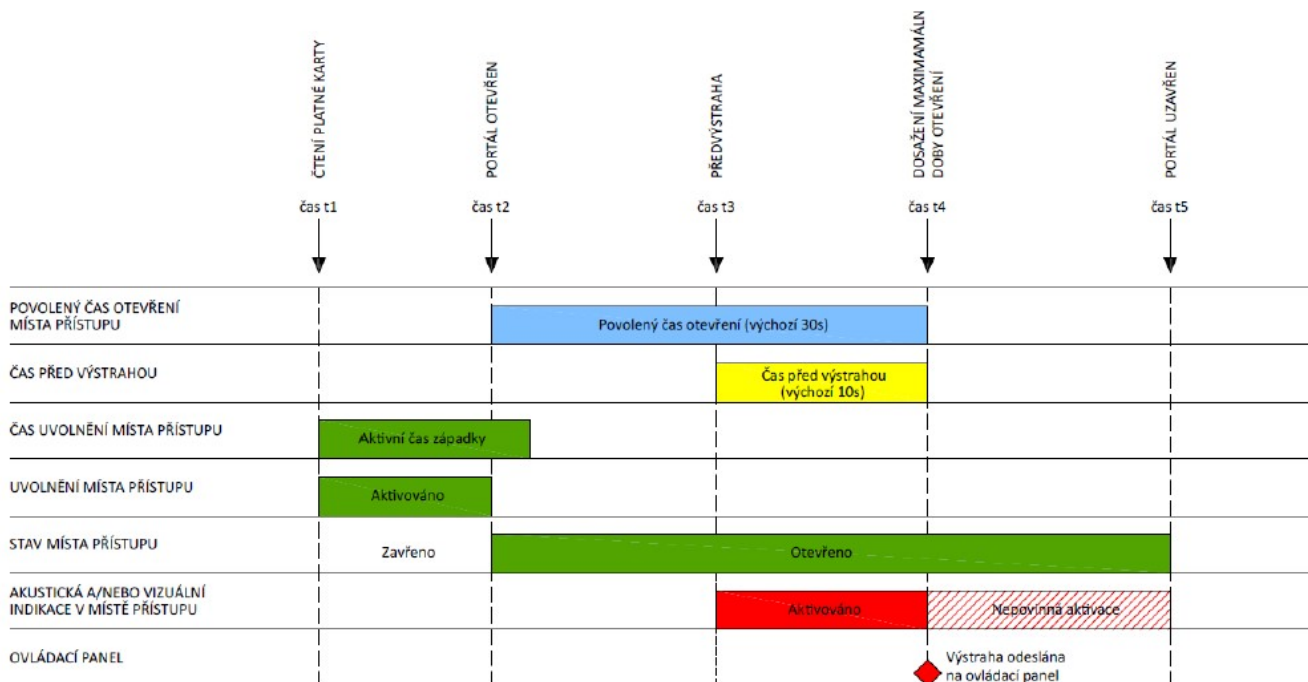 ČTENÍ PLATNÉ KARTY
PORTÁL OTEVŘEN
PŘEDVÝSTRAHA
DOSAŽENÍ MAXIMAMÁLN
DOBY OTEVŘENÍ
PORTÁL UZAVŘEN
čas t1
čas t2
čas t3
čas t4
čas t5
POVOLENÝ ČAS OTEVŘENÍ
MÍSTA PŘÍSTUPU
Povolený čas otevření (výchozí 30s)
ČAS PŘED VÝSTRAHOU
Čas před výstrahou
(výchozí 10s)
ČAS UVOLNĚNÍ MÍSTA PŘÍSTUPU
Aktivní čas západky
UVOLNĚNÍ MÍSTA PŘÍSTUPU
Aktivováno
STAV MÍSTA PŘÍSTUPU
Zavřeno
Otevřeno
AKUSTICKÁ A/NEBO VIZUÁLNÍ
INDIKACE V MÍSTĚ PŘÍSTUPU
Aktivováno
Nepovinná aktivace
OVLÁDACÍ PANEL
Výstraha odeslána
na ovládací panel